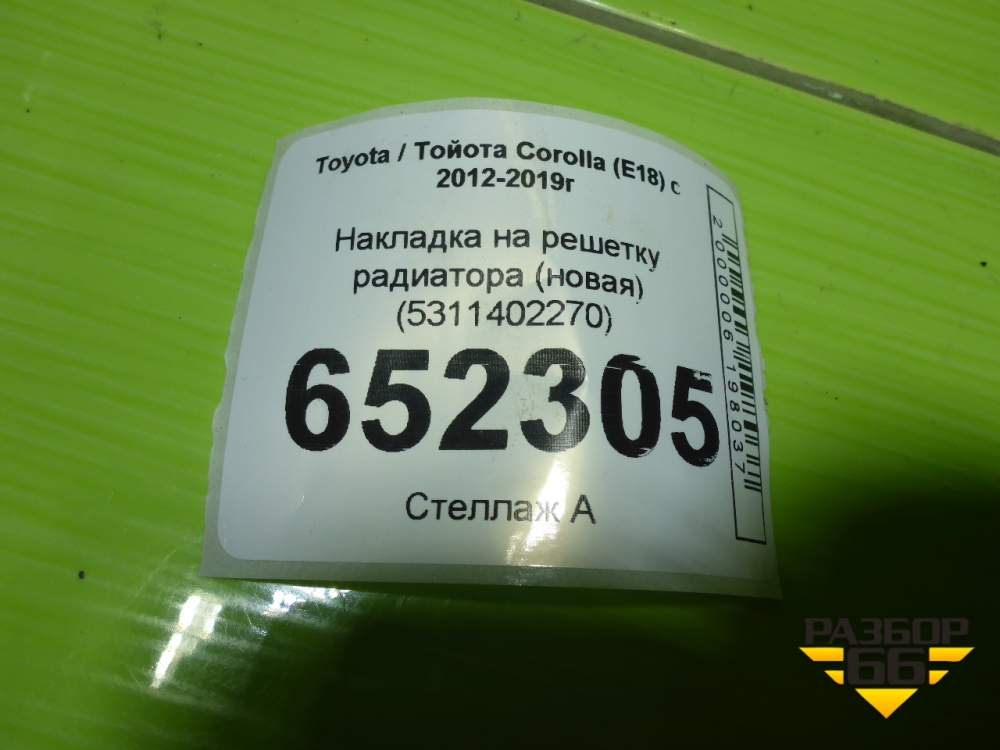 Toyota / Тойота Corolla (E18) с
2012-2019г
Накладка на решетку
радиатора (новая)
(5311402270)
652305
Стеллаж А
2000006198037
РАЗБОР
66